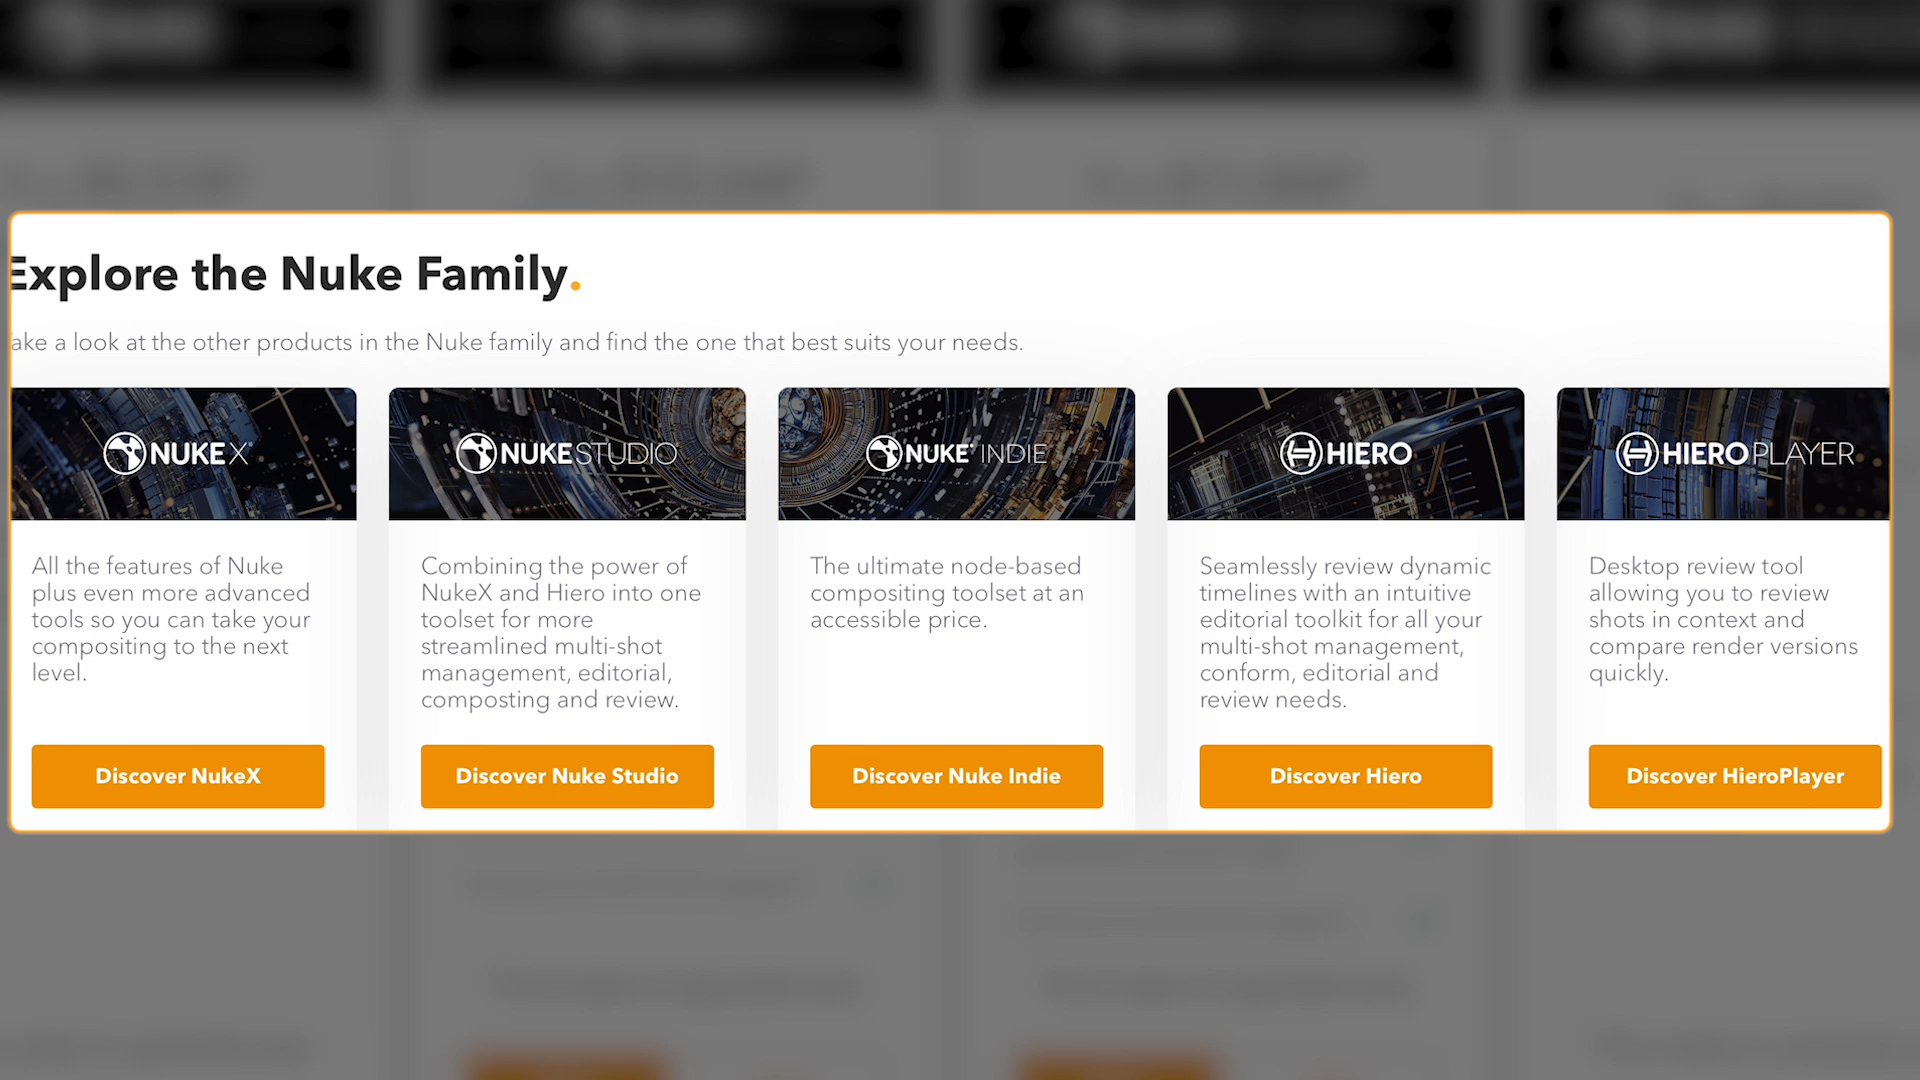 Explore the Nuke Family.
ake a look at the other products in the Nuke family and find the one that best suits your needs.
NUKEX
All the features of Nuke
plus even more advanced
tools so you can take your
compositing to the next
level.
Discover NukeX
NUKESTUDIO
Combining the power of
NukeX and Hiero into one
toolset for more
streamlined multi-shot
management, editorial,
composting and review.
Discover Nuke Studio
NUKE INDIE
The ultimate node-based
compositing toolset at an
accessible price.
Discover Nuke Indie
HIERO
Seamlessly review dynamic
timelines with an intuitive
editorial toolkit for all your
multi-shot management,
conform, editorial and
review needs.
Discover Hiero
HIEROPLAYER
Desktop review tool
allowing you to review
shots in context and
compare render versions
quickly.
Discover HieroPlayer